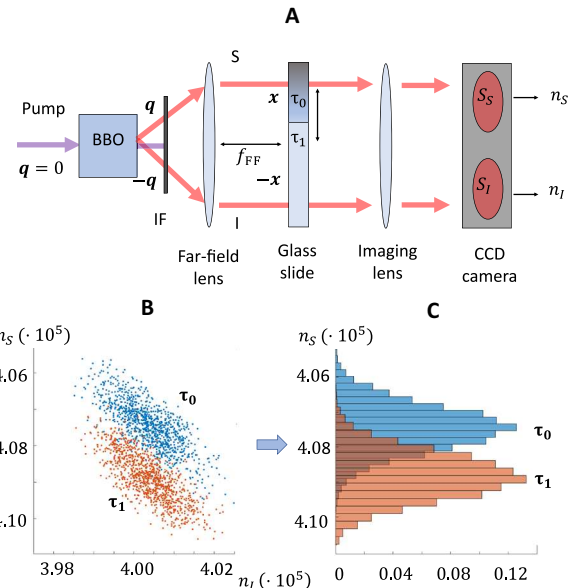 A
S
Pump
q
x
τ0
SS
nS
BBO
τ1
q = 0
fFF
−q
−x
SI
nI
IF
I
Far-field lens
Glass slide
Imaging lens
CCD camera
B
C
nS (· 10^5)
nS (· 10^5)
4.06
4.06
τ0
τ0
4.08
4.08
τ1
τ1
4.10
4.10
3.98
4.00
4.02
nI (· 10^5)
0
0.04
0.08
0.12